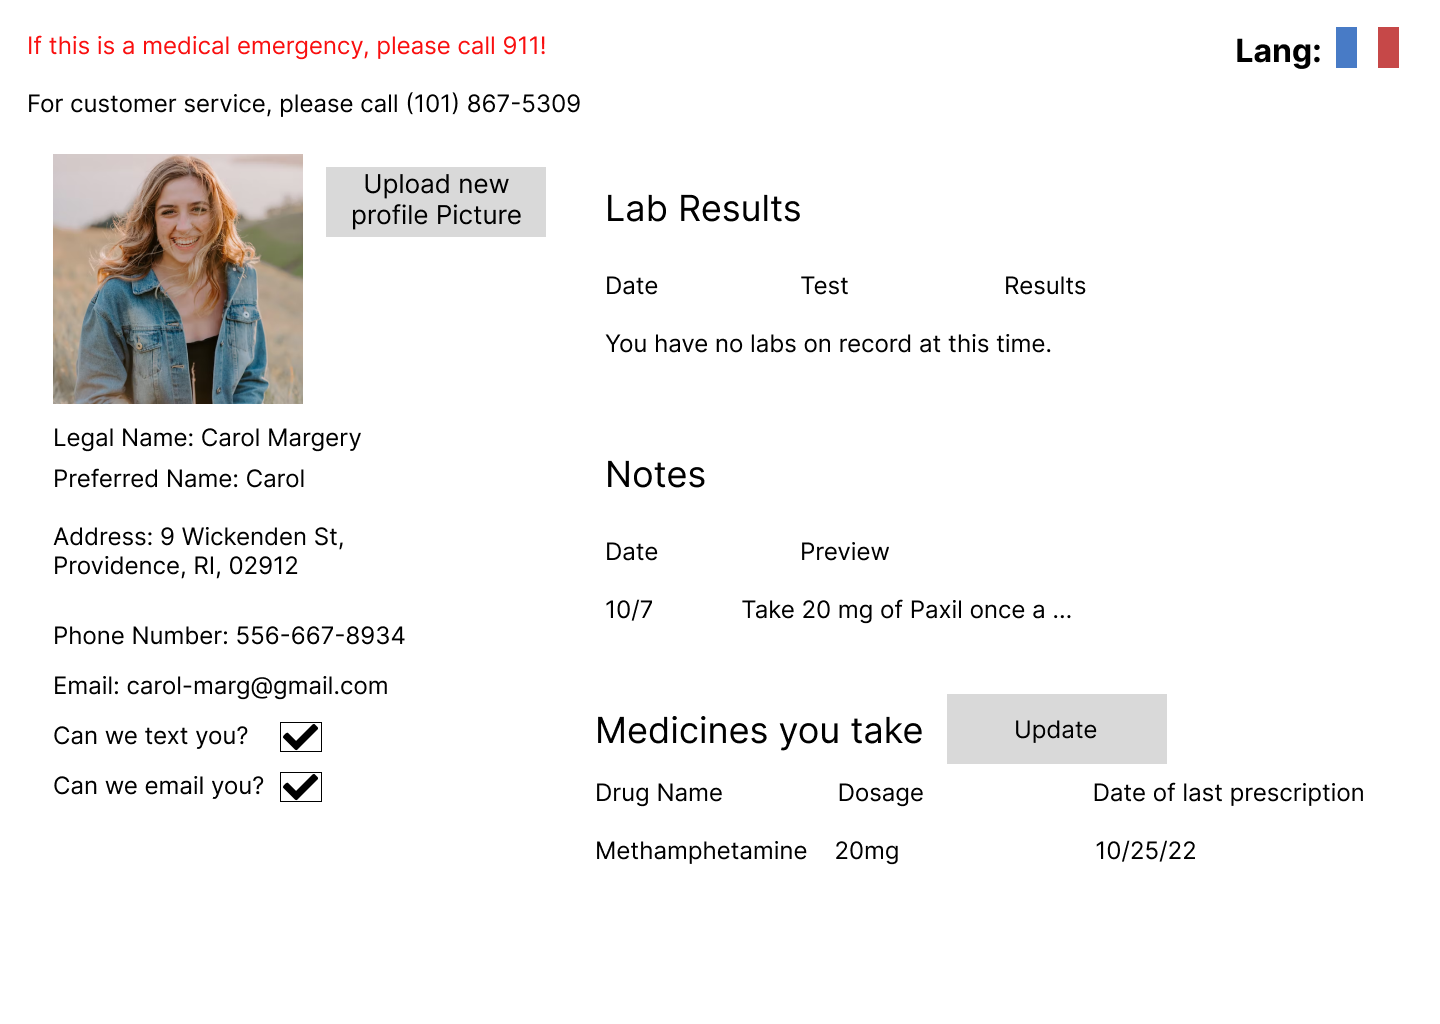 If this is a medical emergency, please call 911!
Lang:
For customer service, please call (101) 867-5309
Upload new
profile Picture
Legal Name: Carol Margery
Preferred Name: Carol
Address: 9 Wickenden St,
Providence, RI, 02912
Phone Number: 556-667-8934
Email: carol-marg@gmail.com
Can we text you?
Can we email you?
Lab Results
Date Test Results
You have no labs on record at this time.
Notes
Date Preview
10/7 Take 20 mg of Paxil once a ...
Medicines you take
Update
Drug Name Dosage Date of last prescription
Methamphetamine 20mg 10/25/22